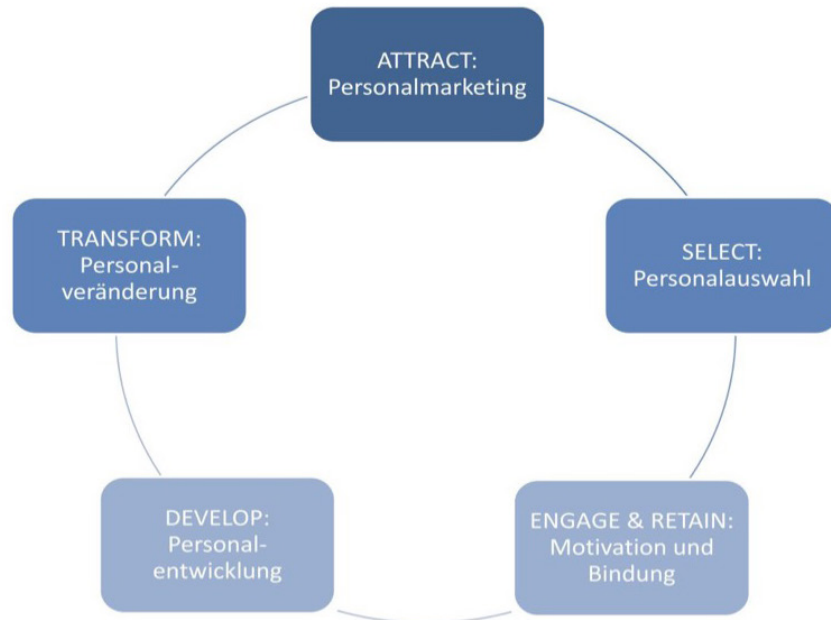 ATTRACT:
Personalmarketing
SELECT:
Personalauswahl
ENGAGE & RETAIN:
Motivation und
Bindung
DEVELOP:
Personal-
entwicklung
TRANSFORM:
Personal-
veränderung